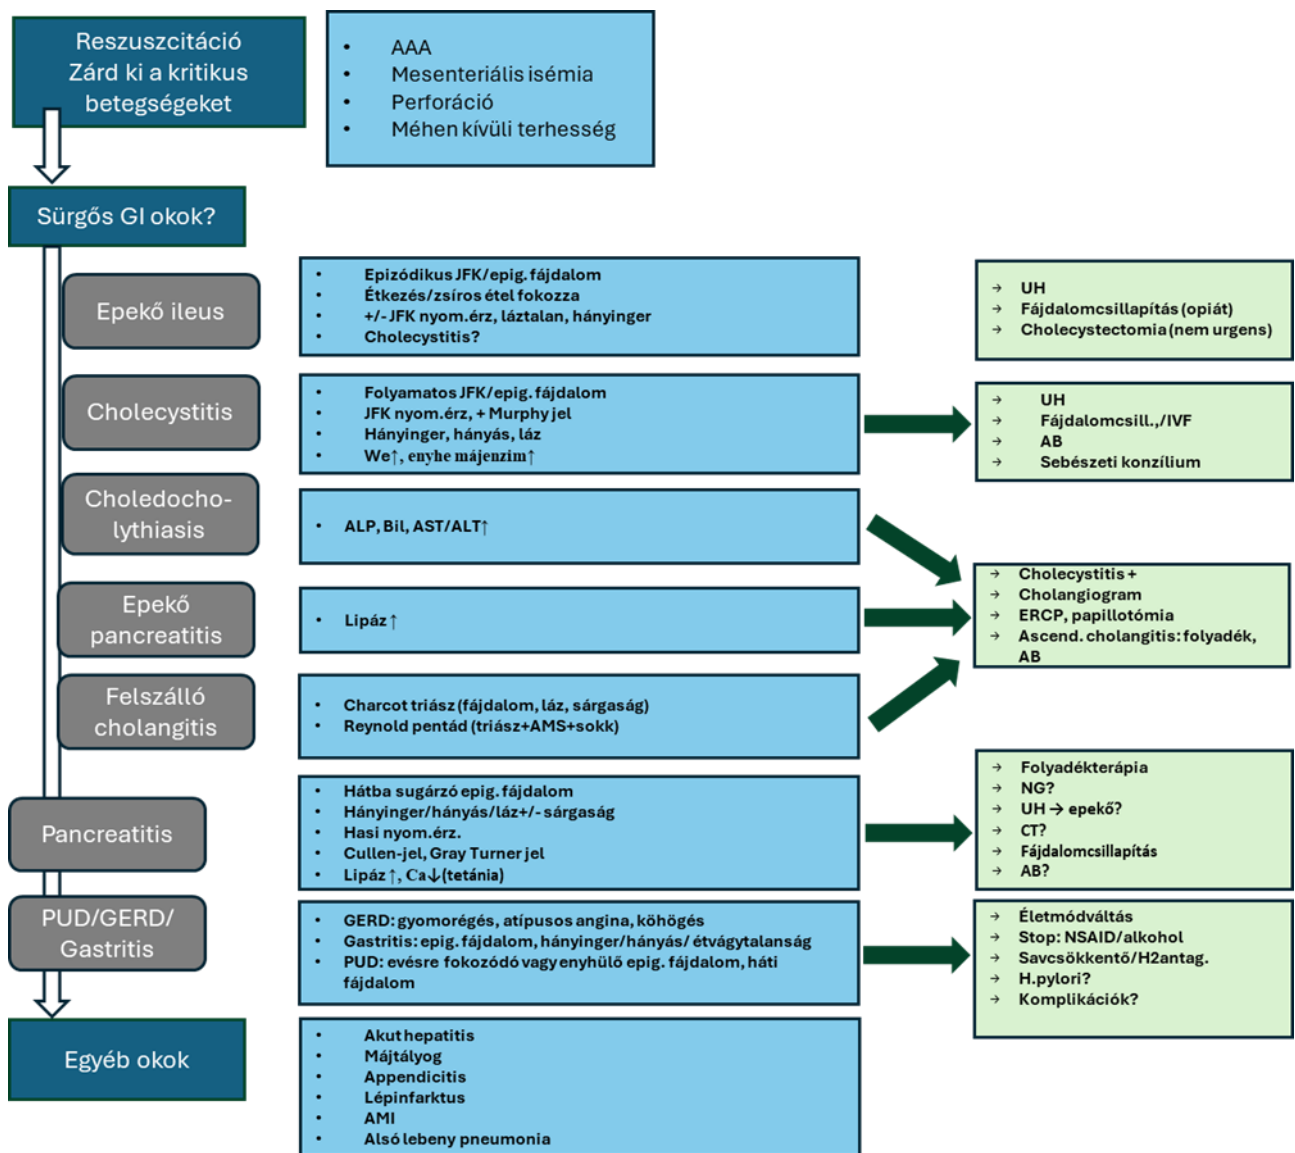 Reszuszcitáció
Zárd ki a kritikus
betegségeket
• AAA
• Mesenteriális isémia
• Perforáció
• Méhen kívüli terhesség
Sürgős GI okok?
Epekő ileus
• Epizódikus JFK/epig. fájdalom
• Étkezés/zsíros étel fokozza
• +/- JFK nyom.érz, láztalan, hányinger
• Cholecystitis?
→ UH
→ Fájdalomcsillapítás (opiát)
→ Cholecystectomia (nem urgens)
Cholecystitis
• Folyamatos JFK/epig. fájdalom
• JFK nyom.érz, + Murphy jel
• Hányinger, hányás, láz
• We↑, enyhe májenzim↑
→ UH
→ Fájdalomcsill.,/IVF
→ AB
→ Sebészeti konzílium
Choledocho-
lythiasis
• ALP, Bil, AST/ALT↑
Epekő
pancreatitis
• Lipáz ↑
→ Cholecystitis +
→ Cholangiogram
→ ERCP, papillotómia
→ Ascend. cholangitis: folyadék,
AB
Felszálló
cholangitis
• Charcot triász (fájdalom, láz, sárgaság)
• Reynold pentád (triász+AMS+sokk)
Pancreatitis
• Hátba sugárzó epig. fájdalom
• Hányinger/hányás/láz+/- sárgaság
• Hasi nyom.érz.
• Cullen-jel, Gray Turner jel
• Lipáz ↑, Ca↓(tetánia)
→ Folyadékterápia
→ NG?
→ UH → epekő?
→ CT?
→ Fájdalomcsillapítás
→ AB?
PUD/GERD/
Gastritis
• GERD: gyomorégés, atípusos angina, köhögés
• Gastritis: epig. fájdalom, hányinger/hányás/ étvágytalanság
• PUD: evésre fokozódó vagy enyhülő epig. fájdalom, háti
fájdalom
→ Életmódváltás
→ Stop: NSAID/alkohol
→ Savcsökkentő/H2antag.
→ H.pylori?
→ Komplikációk?
Egyéb okok
• Akut hepatitis
• Májtályog
• Appendicitis
• Lépinfarktus
• AMI
• Alsó lebeny pneumonia